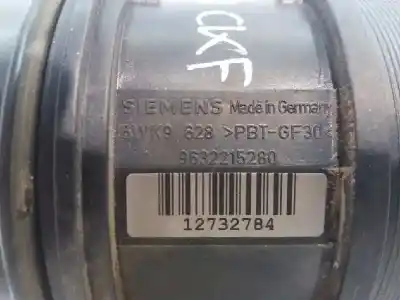 CKF
SIEMENS Made in Germany
5WK9 628 >PBT-GF30<
9632215280
12732784